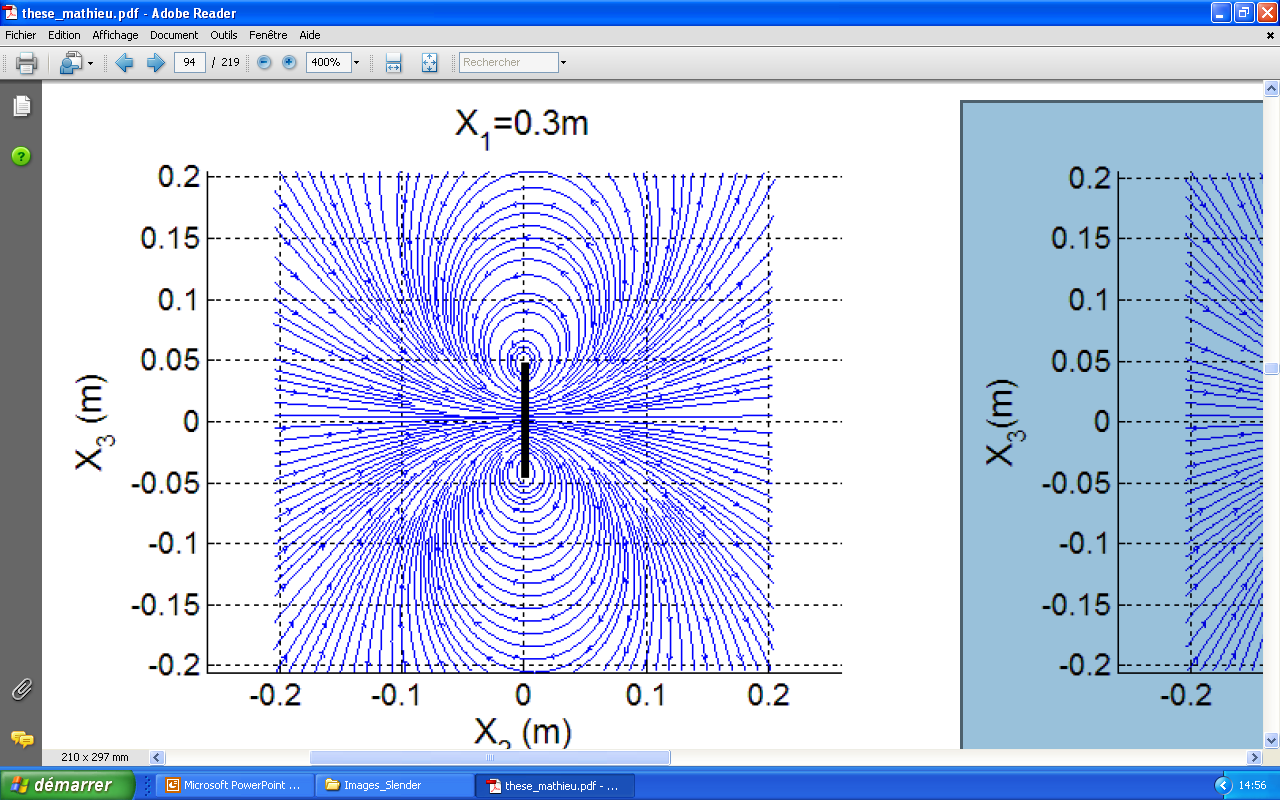 these_mathieu.pdf - Adobe Reader
Fichier Edition Affichage Document Outils Fenêtre Aide
94 / 219 400% Rechercher
X1=0.3m
0.2
0.15
0.1
0.05
0
-0.05
-0.1
-0.15
-0.2
X3 (m)
-0.2 -0.1 0 0.1 0.2
X2 (m)
0.2
0.15
0.1
0.05
0
-0.05
-0.1
-0.15
-0.2
X3(m)
-0.2
210 x 297 mm
démarrer Microsoft PowerPoint ... Images_Slender these_mathieu.pdf - ... 14:56